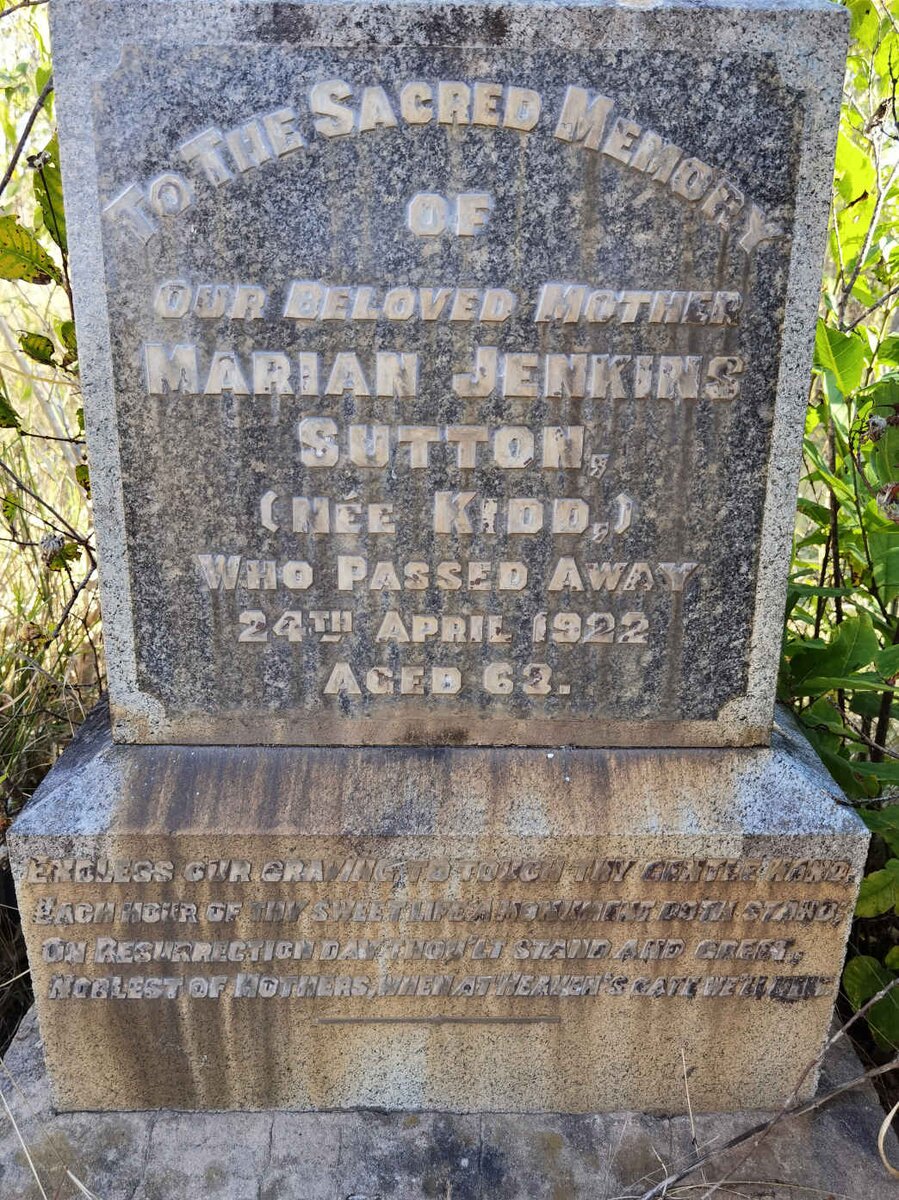 To The Sacred Memory
OF
Our Beloved Mother
Marian Jenkins
Sutton,
(née Kidd,)
Who Passed Away
24TH April 1922
Aged 63.
Endless our craving to touch thy gentle hand,
Each hour of thy sweet life a monument doth stand;
On Resurrection day thou'lt stand and greet,
Noblest of Mothers, when at Heaven's gate we'll meet